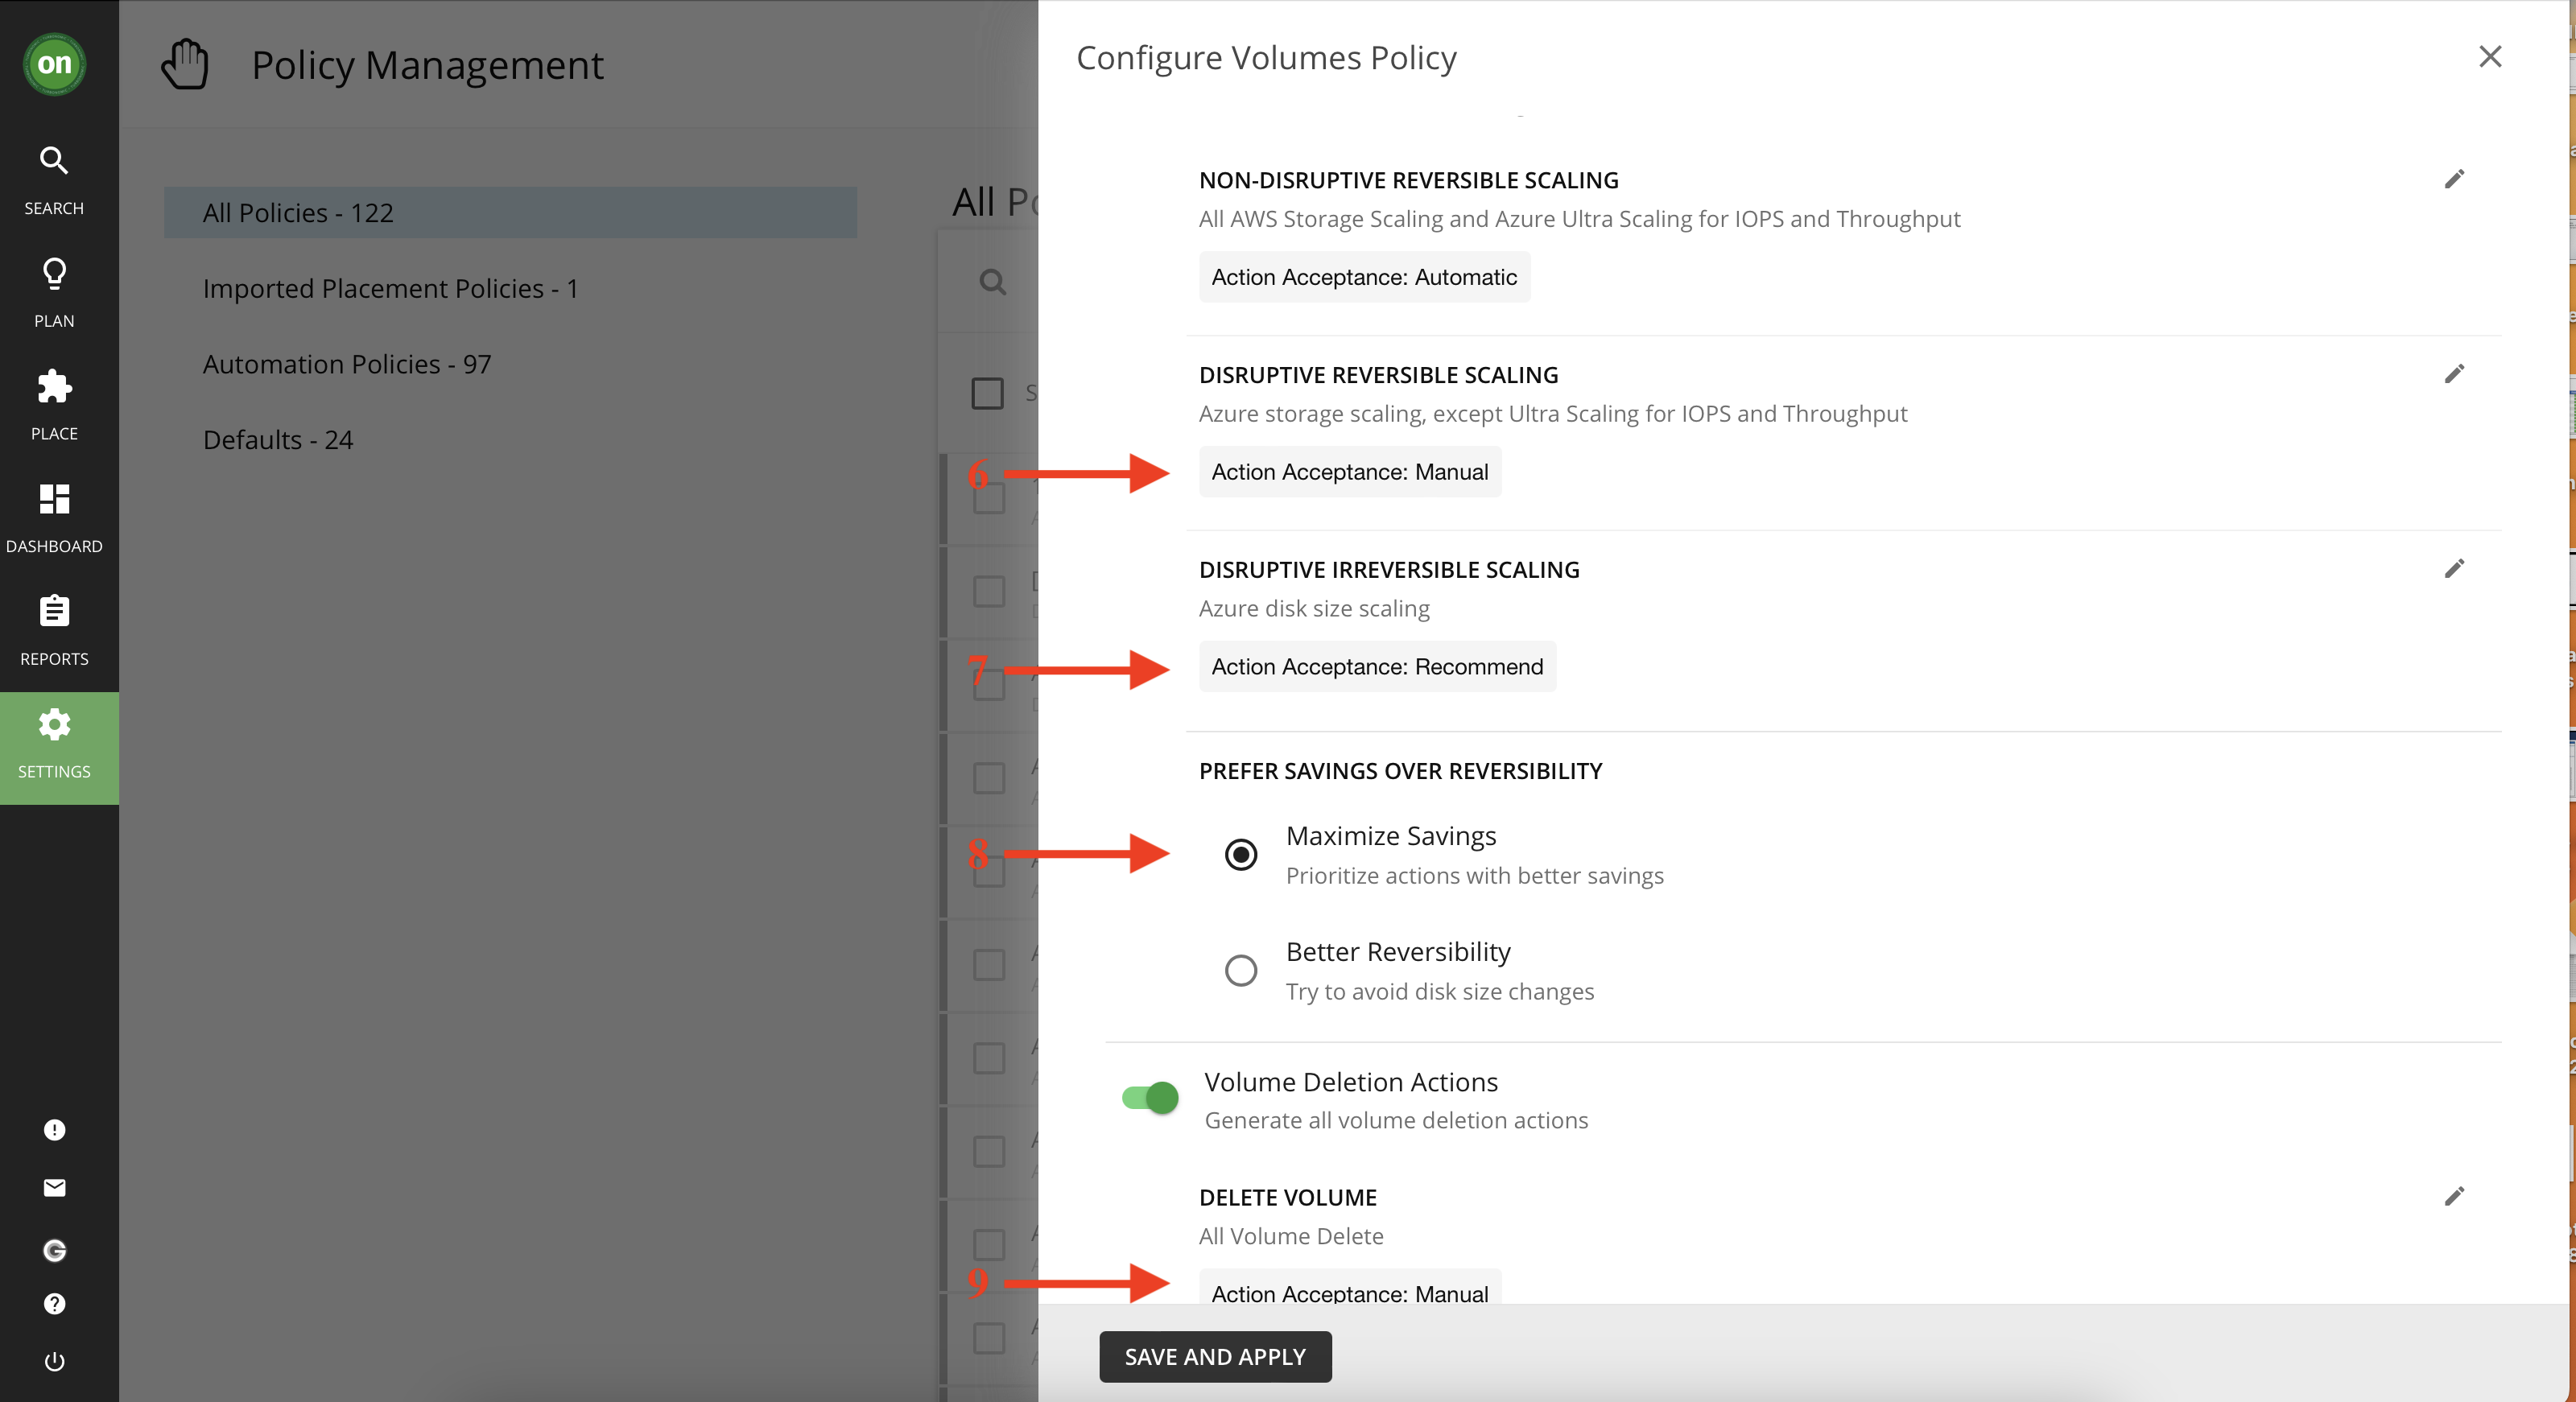 on
SEARCH
PLAN
PLACE
DASHBOARD
REPORTS
SETTINGS
Policy Management
All Policies - 122
Imported Placement Policies - 1
Automation Policies - 97
Defaults - 24
All Po
S
Configure Volumes Policy
NON-DISRUPTIVE REVERSIBLE SCALING
All AWS Storage Scaling and Azure Ultra Scaling for IOPS and Throughput
Action Acceptance: Automatic
DISRUPTIVE REVERSIBLE SCALING
Azure storage scaling, except Ultra Scaling for IOPS and Throughput
6
Action Acceptance: Manual
DISRUPTIVE IRREVERSIBLE SCALING
Azure disk size scaling
7
Action Acceptance: Recommend
PREFER SAVINGS OVER REVERSIBILITY
8
Maximize Savings
Prioritize actions with better savings
Better Reversibility
Try to avoid disk size changes
Volume Deletion Actions
Generate all volume deletion actions
DELETE VOLUME
All Volume Delete
9
Action Acceptance: Manual
SAVE AND APPLY